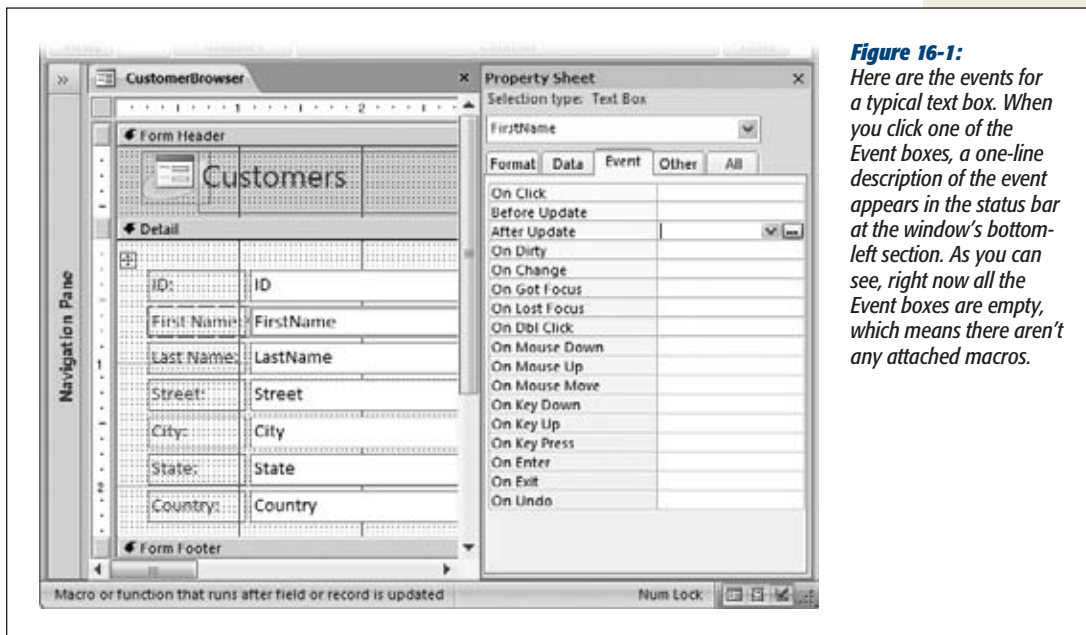 CustomerBrowser
Form Header
Customers
Detail
ID: ID
First Name: FirstName
Last Name: LastName
Street: Street
City: City
State: State
Country: Country
Form Footer
Navigation Pane
Property Sheet
Selection type: Text Box
FirstName
Format Data Event Other All
On Click
Before Update
After Update
On Dirty
On Change
On Got Focus
On Lost Focus
On Dbl Click
On Mouse Down
On Mouse Up
On Mouse Move
On Key Down
On Key Up
On Key Press
On Enter
On Exit
On Undo
Macro or function that runs after field or record is updated
Num Lock
Figure 16-1:
Here are the events for
a typical text box. When
you click one of the
Event boxes, a one-line
description of the event
appears in the status bar
at the window's bottom-
left section. As you can
see, right now all the
Event boxes are empty,
which means there aren't
any attached macros.